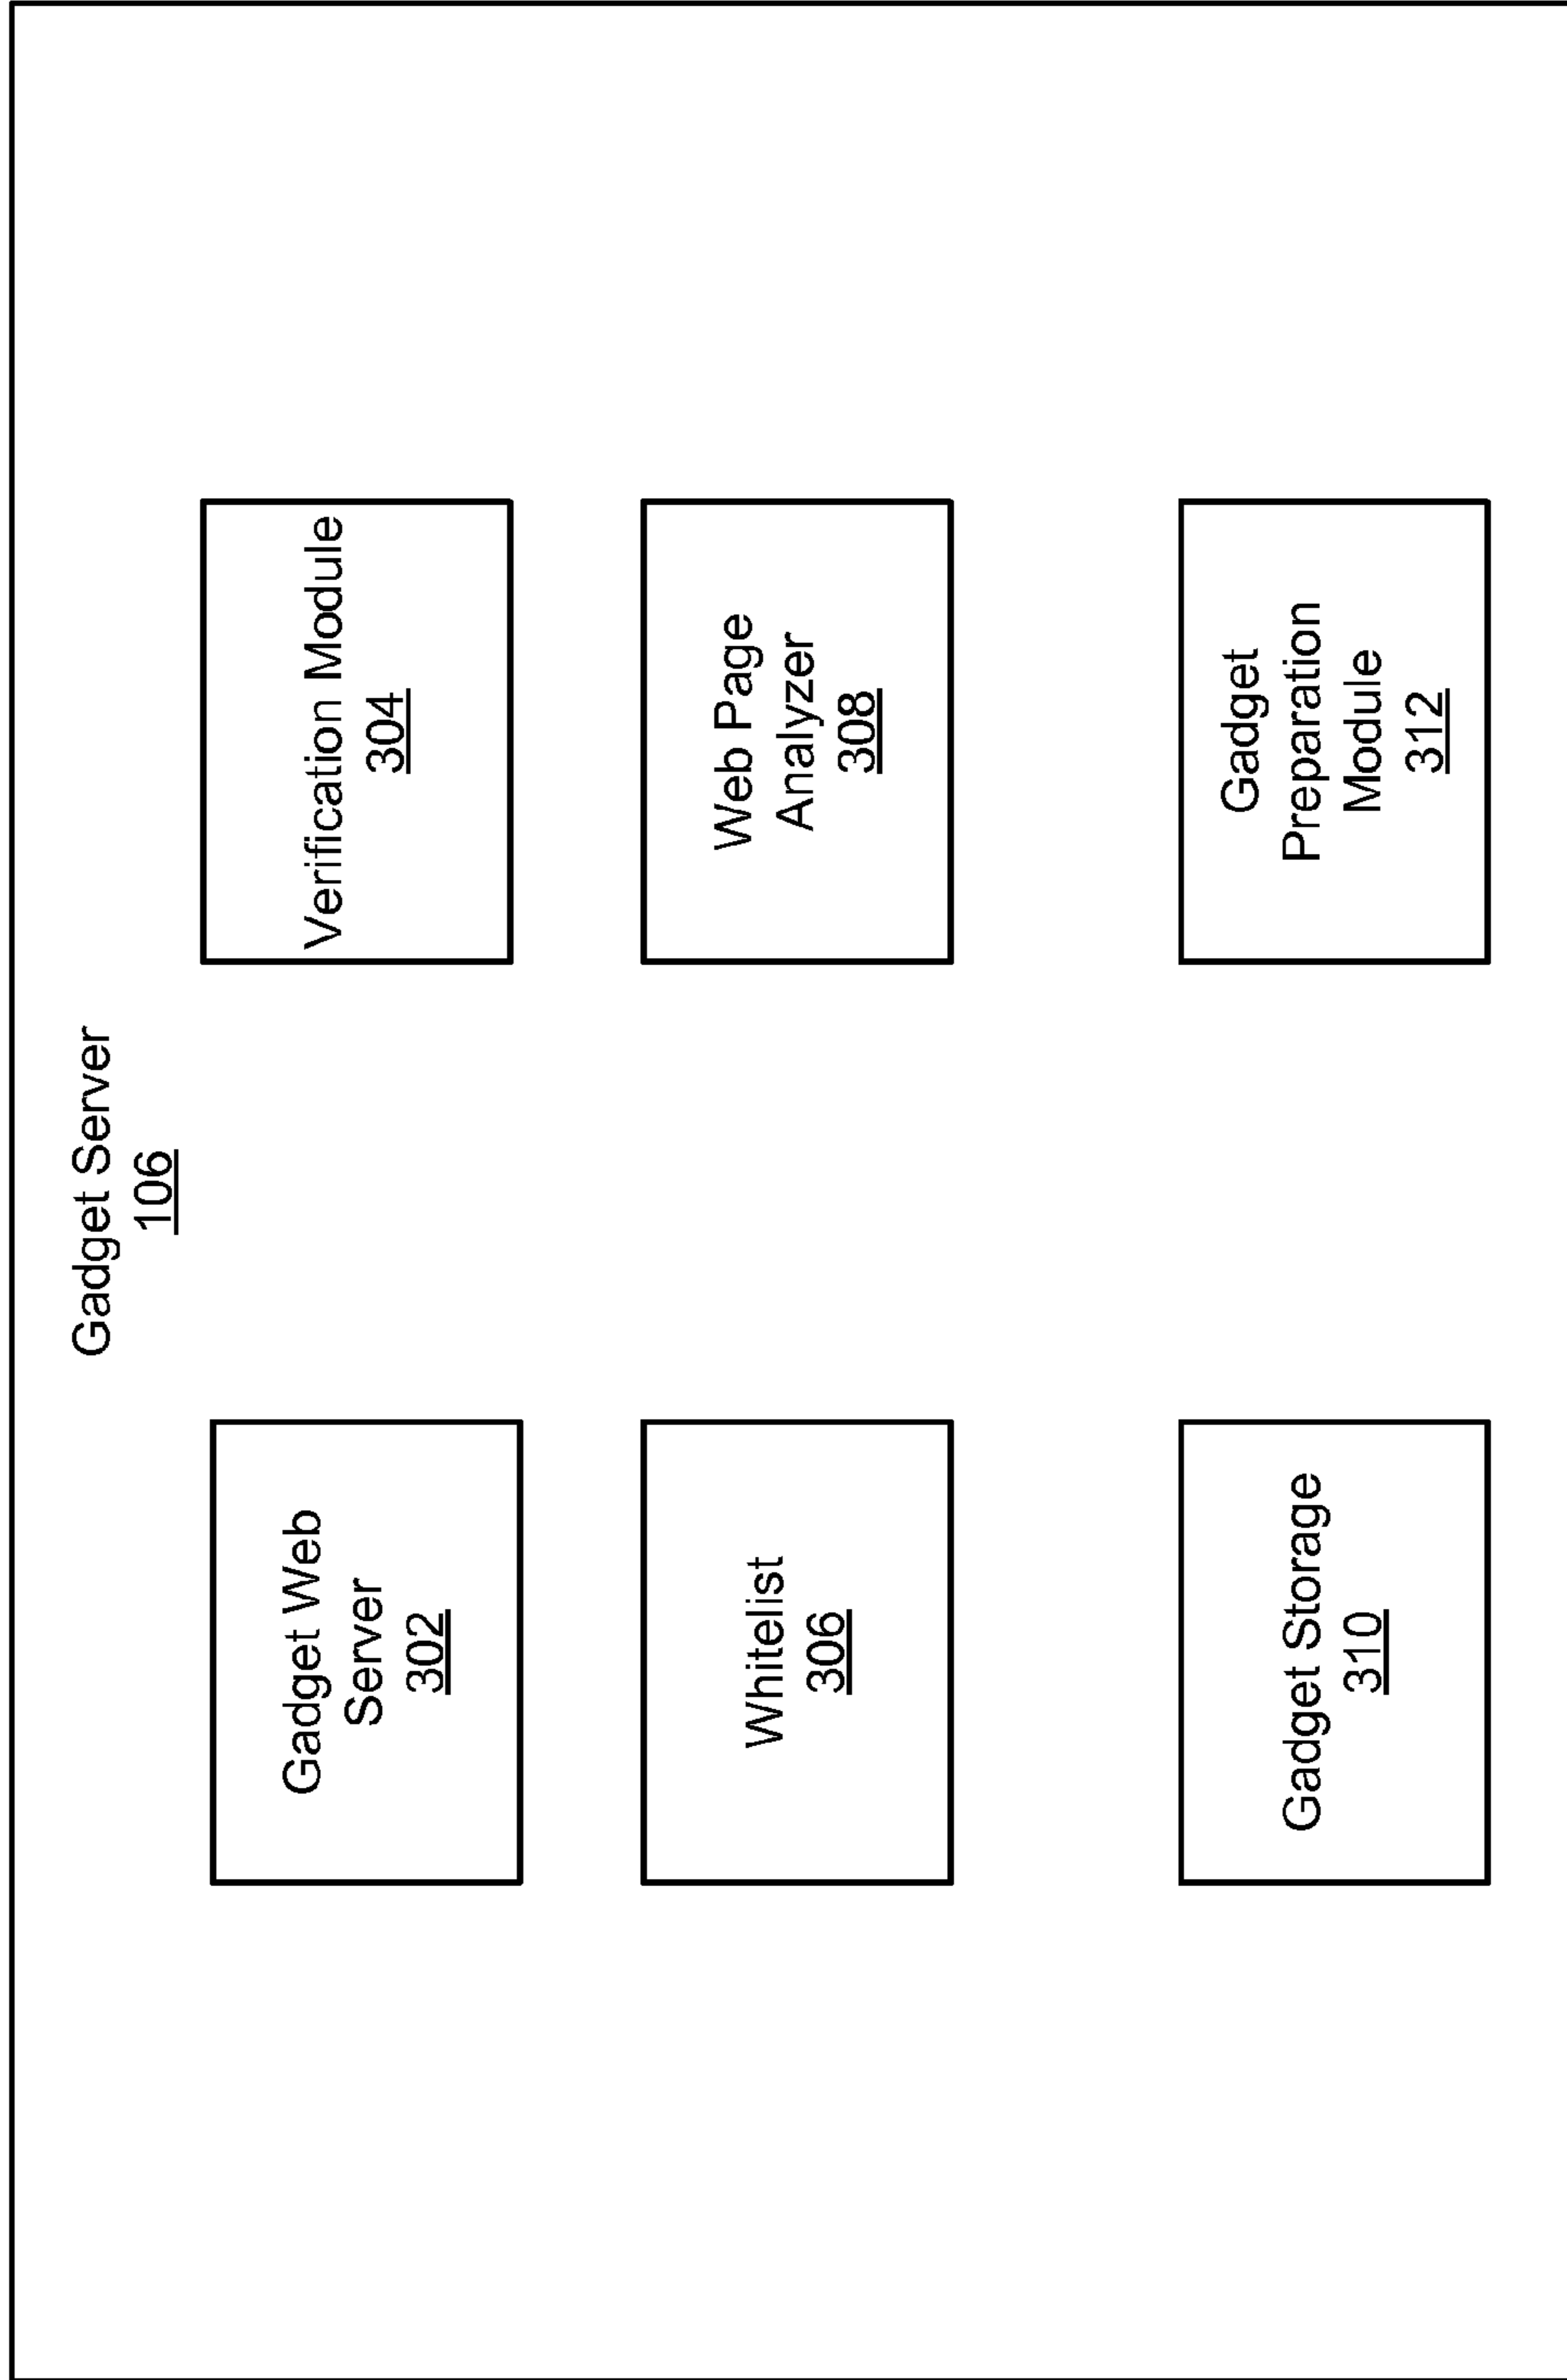 Gadget Server
106
Gadget Web
Server
302
Verification Module
304
Whitelist
306
Web Page
Analyzer
308
Gadget Storage
310
Gadget
Preparation
Module
312